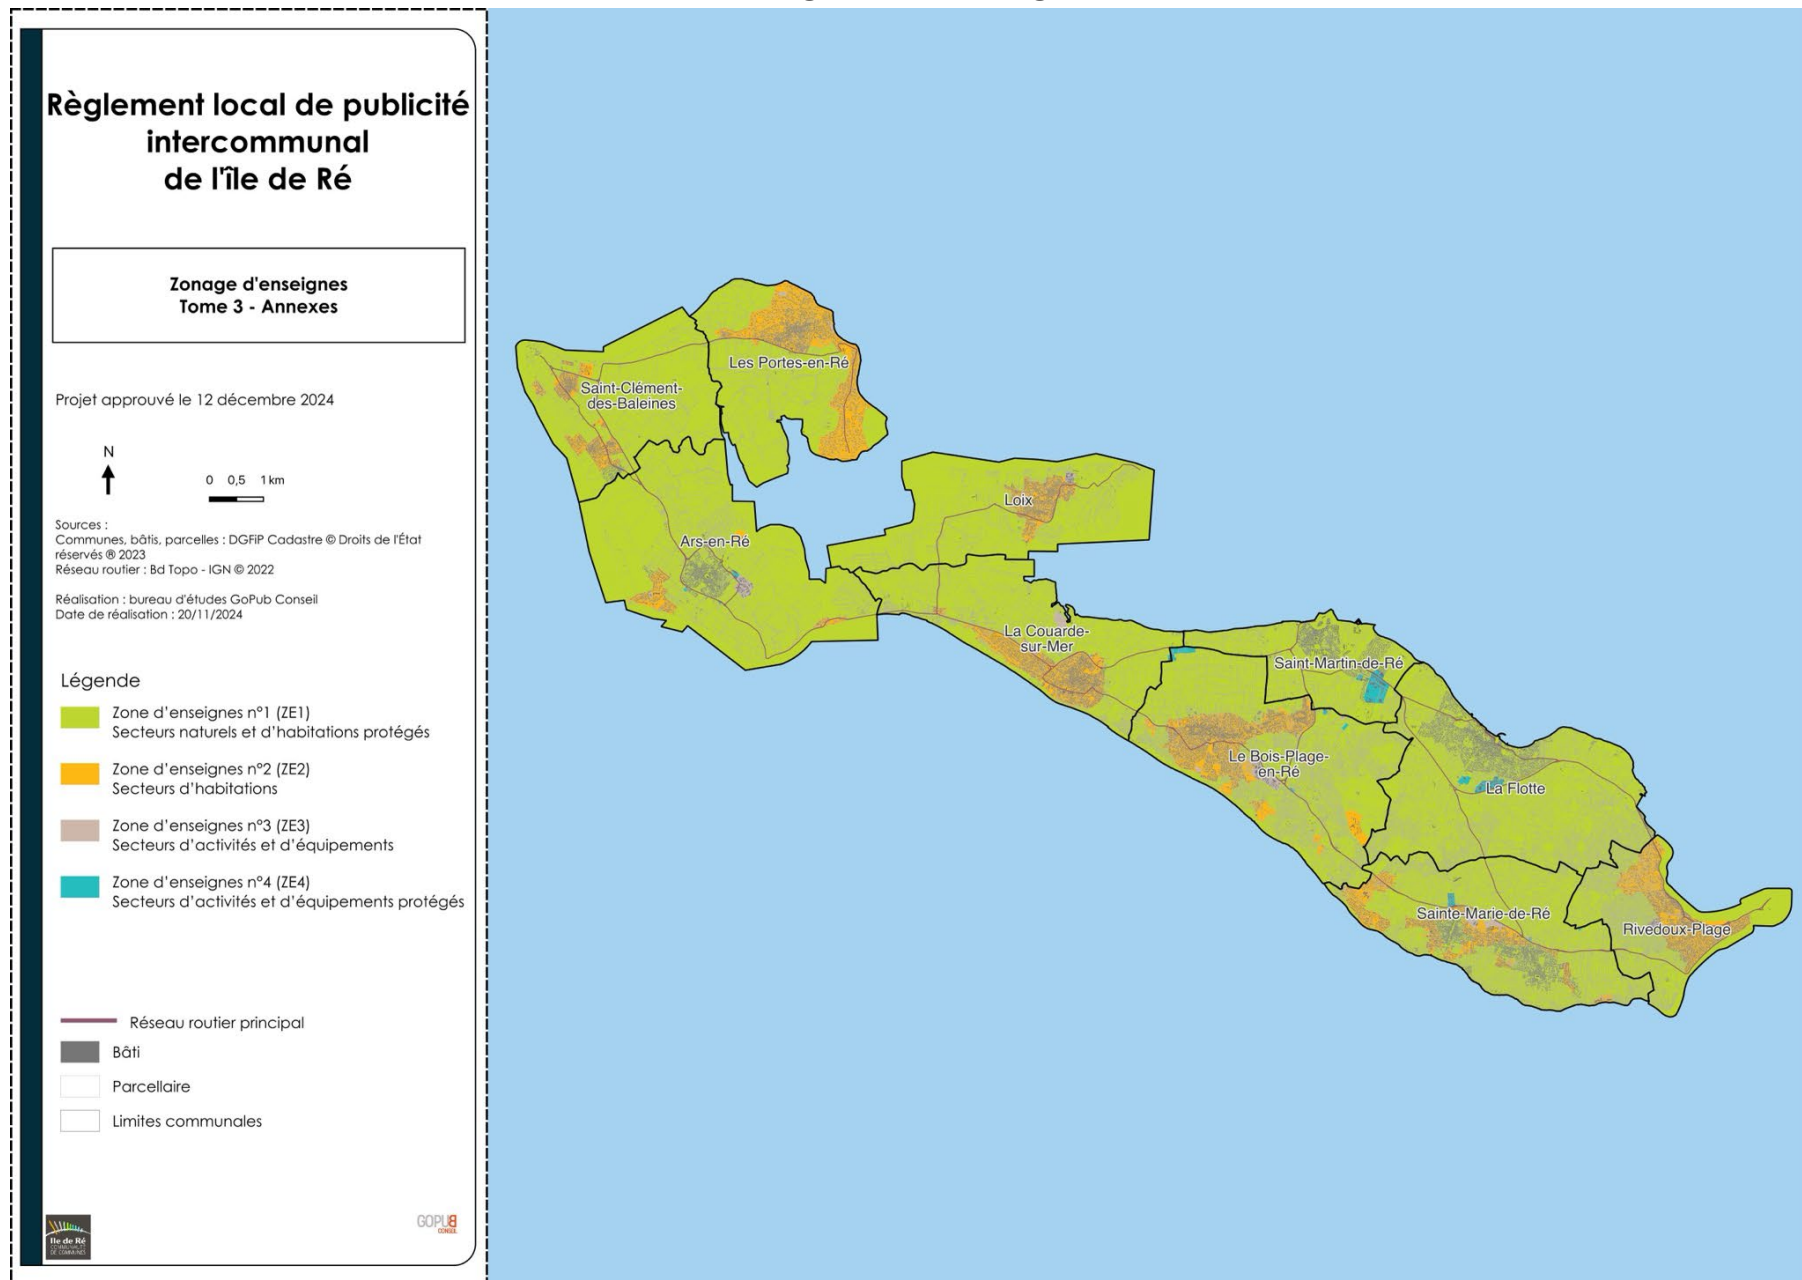 Règlement local de publicité
intercommunal
de l'île de Ré
Zonage d'enseignes
Tome 3 - Annexes
Projet approuvé le 12 décembre 2024
N
0 0,5 1 km
Sources :
Communes, bâtis, parcelles : DGFiP Cadastre © Droits de l'État
réservés ® 2023
Réseau routier : Bd Topo - IGN © 2022
Réalisation : bureau d'études GoPub Conseil
Date de réalisation : 20/11/2024
Légende
Zone d'enseignes n°1 (ZE1)
Secteurs naturels et d'habitations protégés
Zone d'enseignes n°2 (ZE2)
Secteurs d'habitations
Zone d'enseignes n°3 (ZE3)
Secteurs d'activités et d'équipements
Zone d'enseignes n°4 (ZE4)
Secteurs d'activités et d'équipements protégés
Réseau routier principal
Bâti
Parcellaire
Limites communales
Ile de Ré
COMMUNAUTÉ
DE COMMUNES
GOPUB
CONSEIL
Les Portes-en-Ré
Saint-Clément-
des-Baleines
Loix
Ars-en-Ré
La Couarde-
sur-Mer
Saint-Martin-de-Ré
Le Bois-Plage-
en-Ré
La Flotte
Sainte-Marie-de-Ré
Rivedoux-Plage